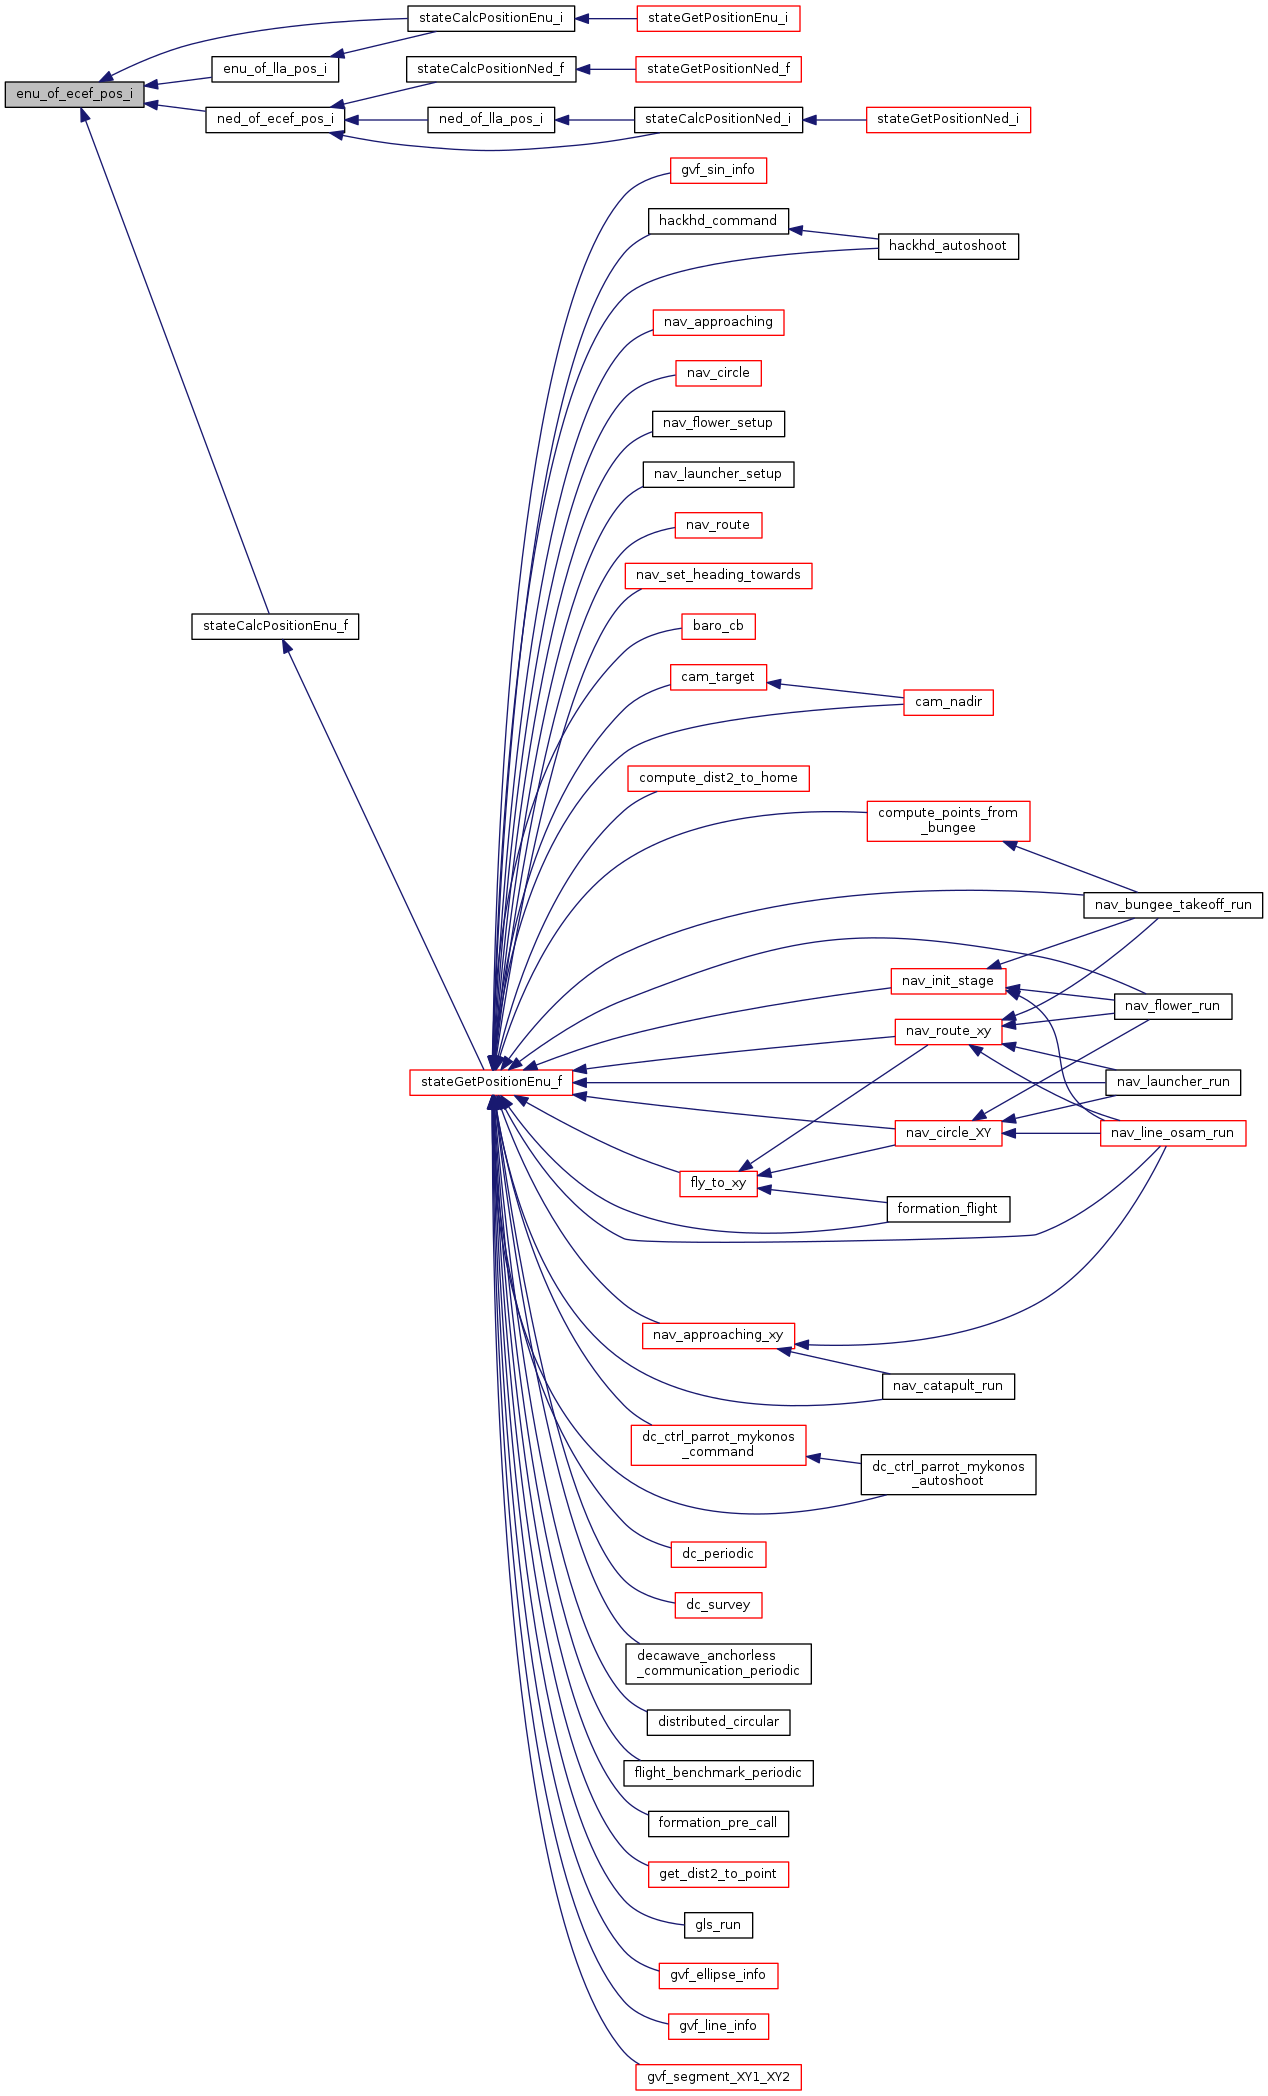 stateCalcPositionEnu_i
stateGetPositionEnu_i
enu_of_lla_pos_i
stateCalcPositionNed_f
stateGetPositionNed_f
enu_of_ecef_pos_i
ned_of_ecef_pos_i
ned_of_lla_pos_i
stateCalcPositionNed_i
stateGetPositionNed_i
gvf_sin_info
hackhd_command
hackhd_autoshoot
nav_approaching
nav_circle
nav_flower_setup
nav_launcher_setup
nav_route
nav_set_heading_towards
stateCalcPositionEnu_f
baro_cb
cam_target
cam_nadir
compute_dist2_to_home
compute_points_from
_bungee
nav_bungee_takeoff_run
nav_init_stage
nav_flower_run
nav_route_xy
stateGetPositionEnu_f
nav_launcher_run
nav_circle_XY
nav_line_osam_run
fly_to_xy
formation_flight
nav_approaching_xy
nav_catapult_run
dc_ctrl_parrot_mykonos
_command
dc_ctrl_parrot_mykonos
_autoshoot
dc_periodic
dc_survey
decawave_anchorless
_communication_periodic
distributed_circular
flight_benchmark_periodic
formation_pre_call
get_dist2_to_point
gls_run
gvf_ellipse_info
gvf_line_info
gvf_segment_XY1_XY2